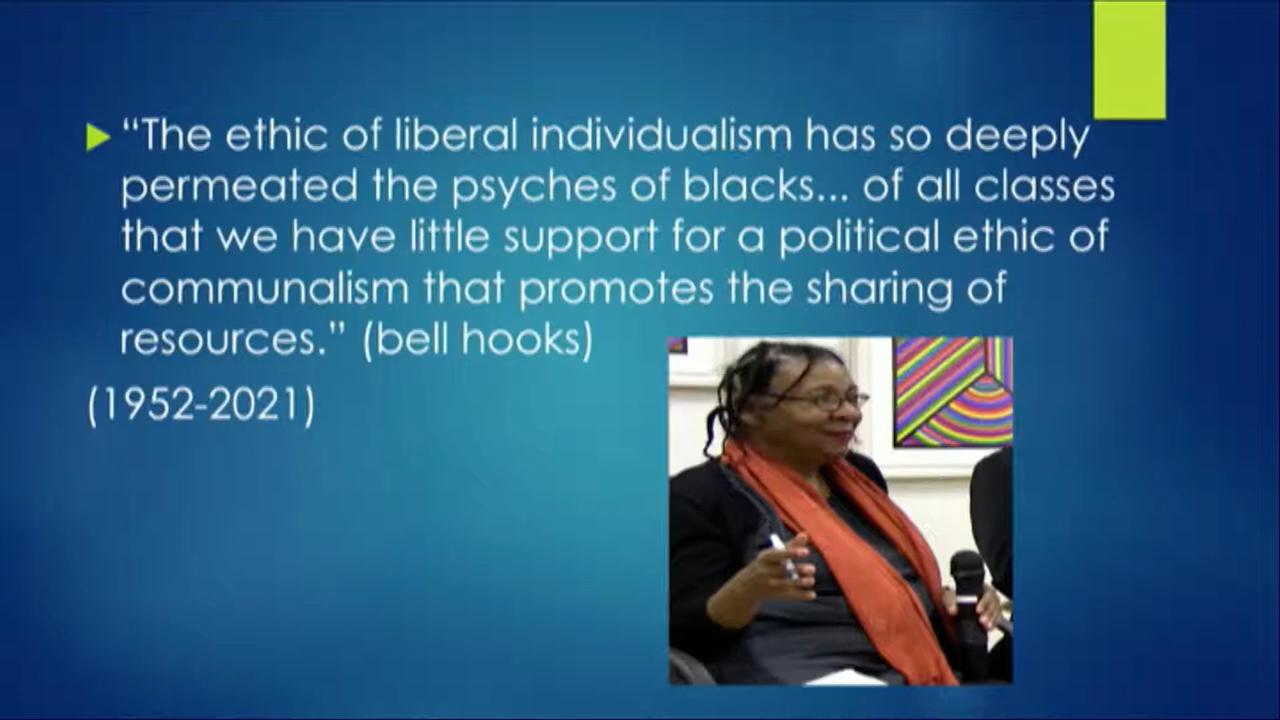 “The ethic of liberal individualism has so deeply
permeated the psyches of blacks... of all classes
that we have little support for a political ethic of
communalism that promotes the sharing of
resources.” (bell hooks)
(1952-2021)